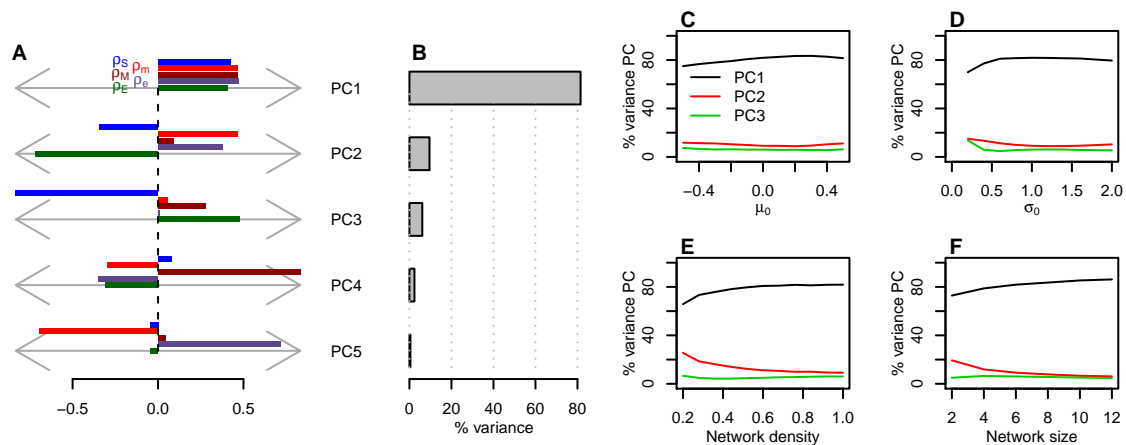 A
ρS
ρM ρm
ρE ρe
PC1
PC2
PC3
PC4
PC5
−0.5 0.0 0.5
B
0 20 40 60 80
% variance
C
% variance PC
0 40 80
PC1
PC2
PC3
−0.4 0.0 0.4
μ0
D
% variance PC
0 40 80
0.0 0.5 1.0 1.5 2.0
σ0
E
% variance PC
0 40 80
0.2 0.4 0.6 0.8 1.0
Network density
F
% variance PC
0 40 80
2 4 6 8 10 12
Network size